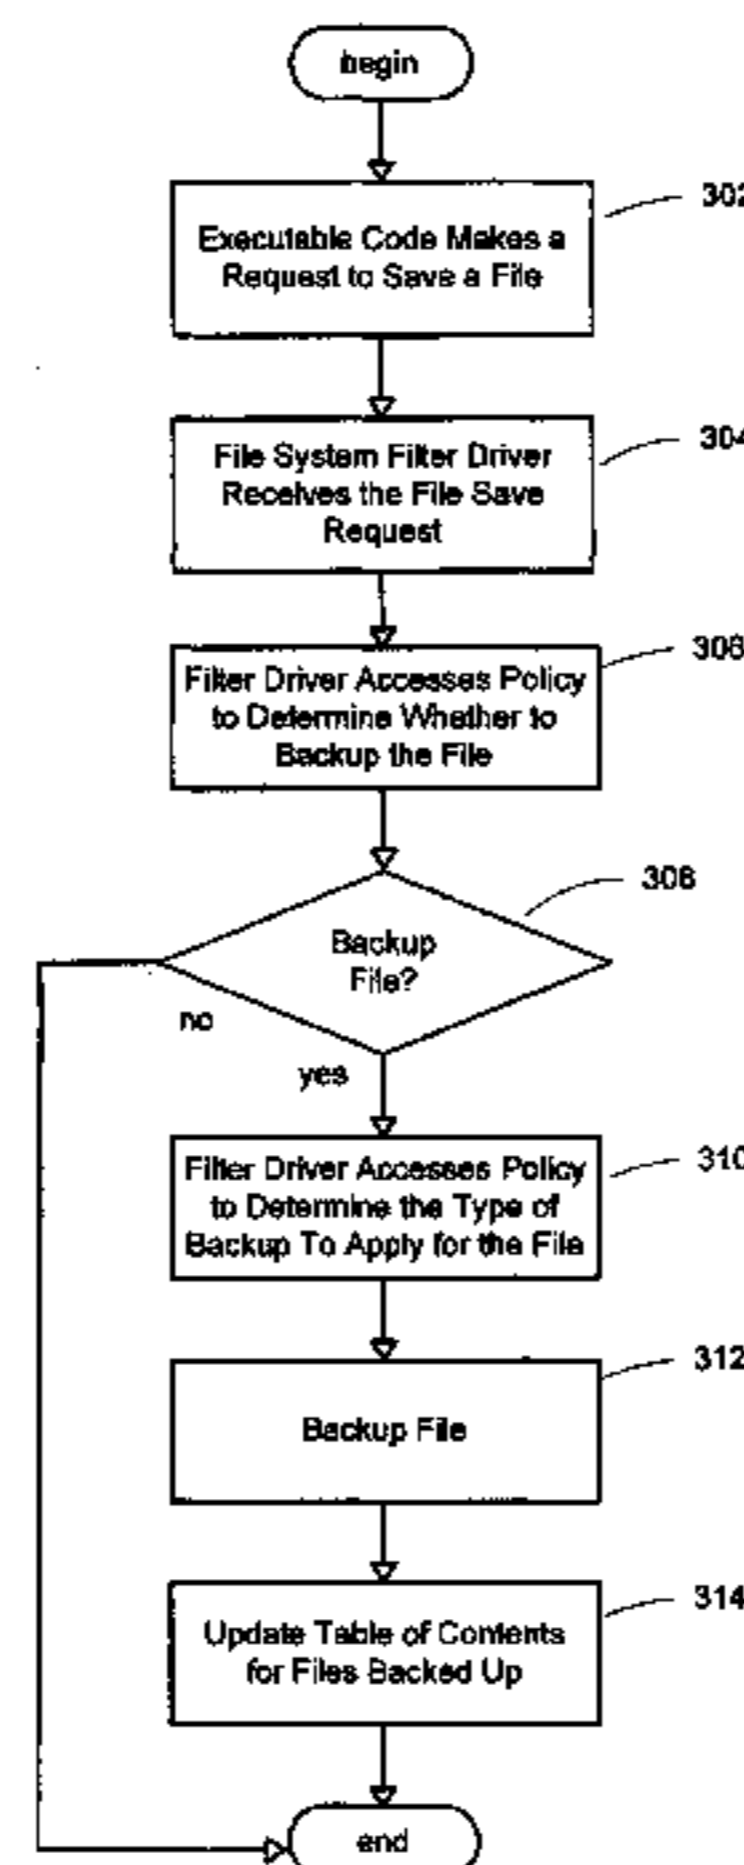 begin
302
Executable Code Makes a
Request to Save a File
304
File System Filter Driver
Receives the File Save
Request
306
Filter Driver Accesses Policy
to Determine Whether to
Backup the File
308
Backup
File?
no
yes
310
Filter Driver Accesses Policy
to Determine the Type of
Backup To Apply for the File
312
Backup File
314
Update Table of Contents
for Files Backed Up
end